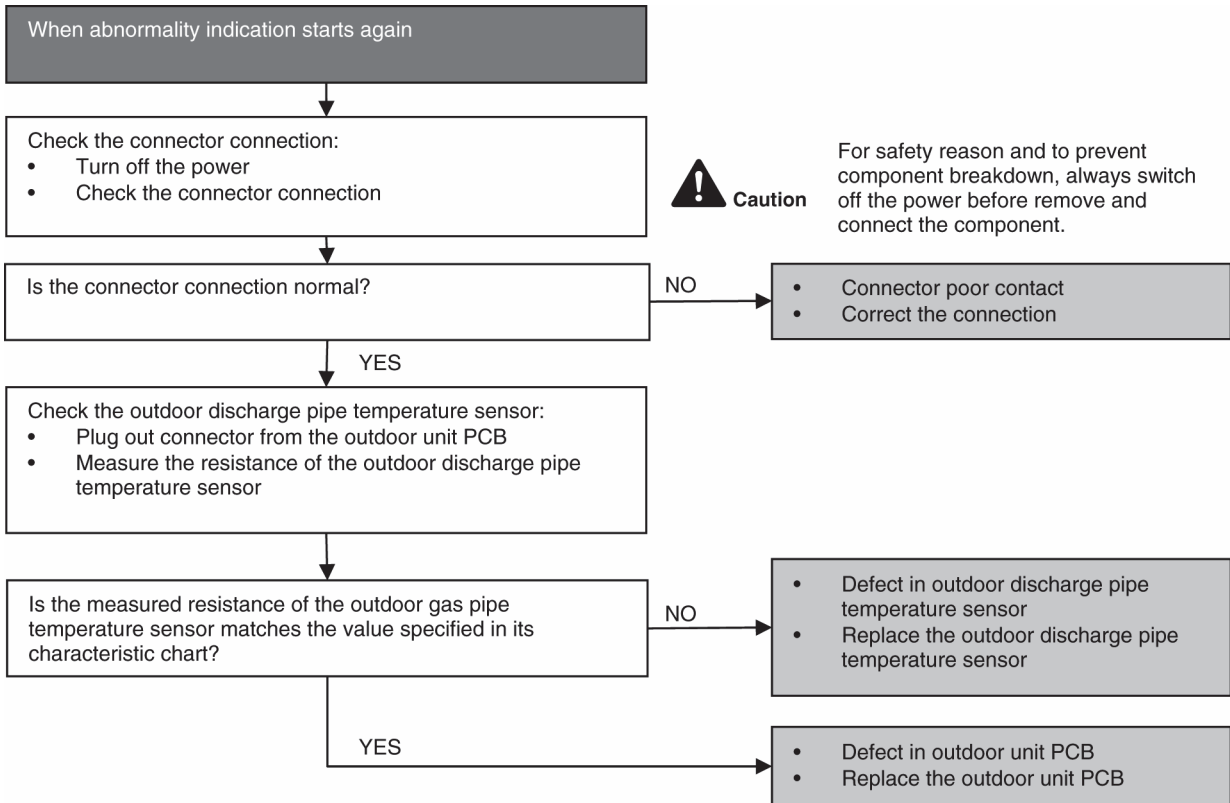 When abnormality indication starts again
Check the connector connection:
• Turn off the power
• Check the connector connection
Caution
For safety reason and to prevent
component breakdown, always switch
off the power before remove and
connect the component.
Is the connector connection normal?
NO
• Connector poor contact
• Correct the connection
YES
Check the outdoor discharge pipe temperature sensor:
• Plug out connector from the outdoor unit PCB
• Measure the resistance of the outdoor discharge pipe
temperature sensor
Is the measured resistance of the outdoor gas pipe
temperature sensor matches the value specified in its
characteristic chart?
NO
• Defect in outdoor discharge pipe
temperature sensor
• Replace the outdoor discharge pipe
temperature sensor
YES
• Defect in outdoor unit PCB
• Replace the outdoor unit PCB